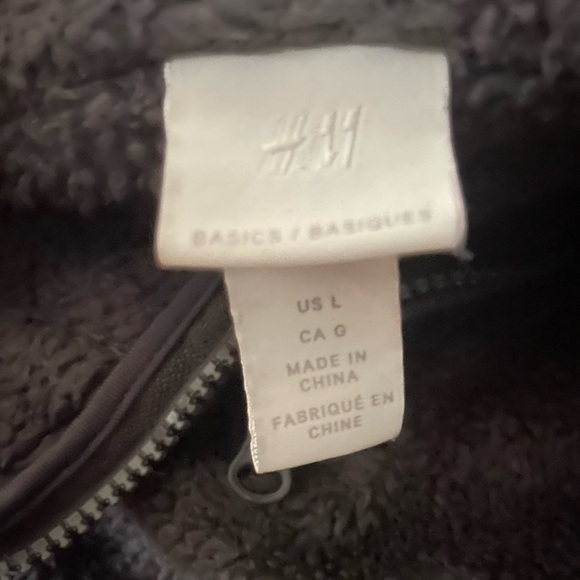 H&M
BASICS / BASIQUES
US L
CA G
MADE IN
CHINA
FABRIQUÉ EN
CHINE